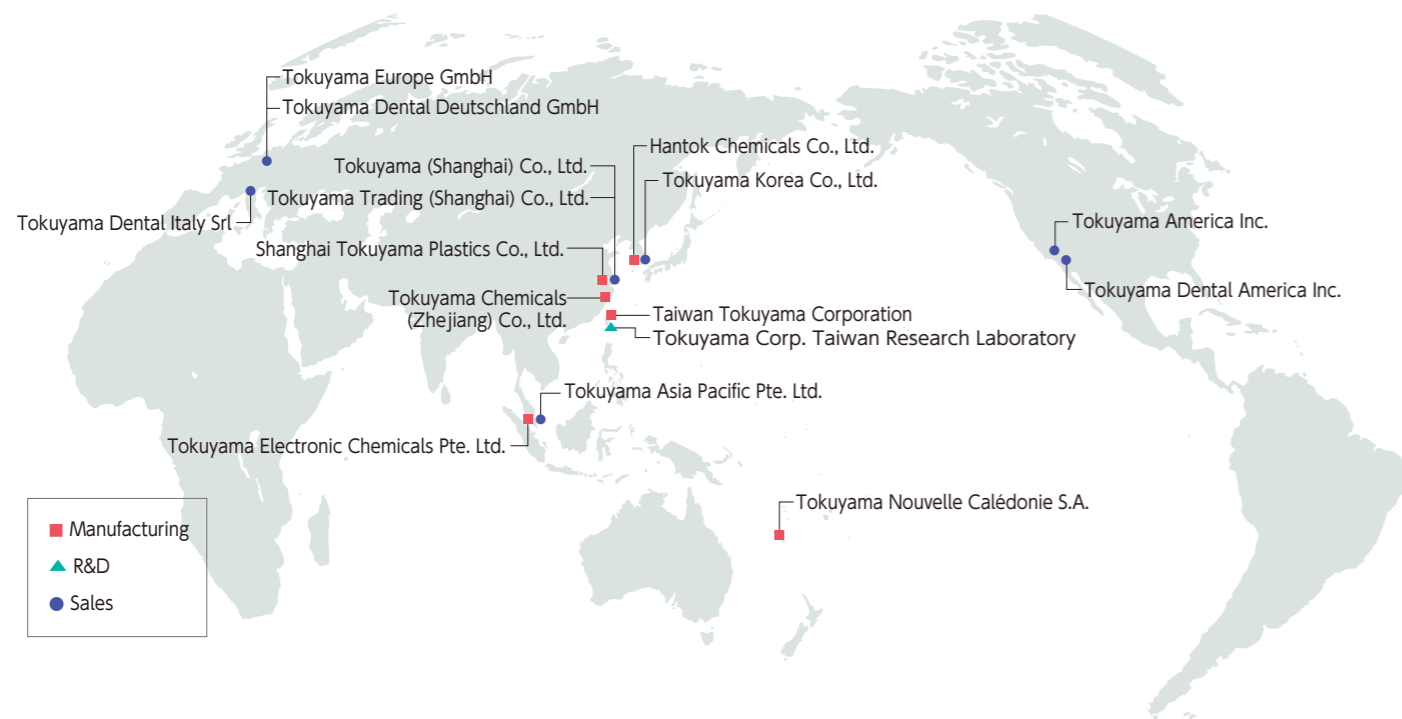 Tokuyama Europe GmbH
Tokuyama Dental Deutschland GmbH
Tokuyama (Shanghai) Co., Ltd.
Tokuyama Trading (Shanghai) Co., Ltd.
Tokuyama Dental Italy Srl
Shanghai Tokuyama Plastics Co., Ltd.
Tokuyama Chemicals
(Zhejiang) Co., Ltd.
Hantok Chemicals Co., Ltd.
Tokuyama Korea Co., Ltd.
Taiwan Tokuyama Corporation
Tokuyama Corp. Taiwan Research Laboratory
Tokuyama Asia Pacific Pte. Ltd.
Tokuyama Electronic Chemicals Pte. Ltd.
Tokuyama America Inc.
Tokuyama Dental America Inc.
Tokuyama Nouvelle Calédonie S.A.
Manufacturing
R&D
Sales